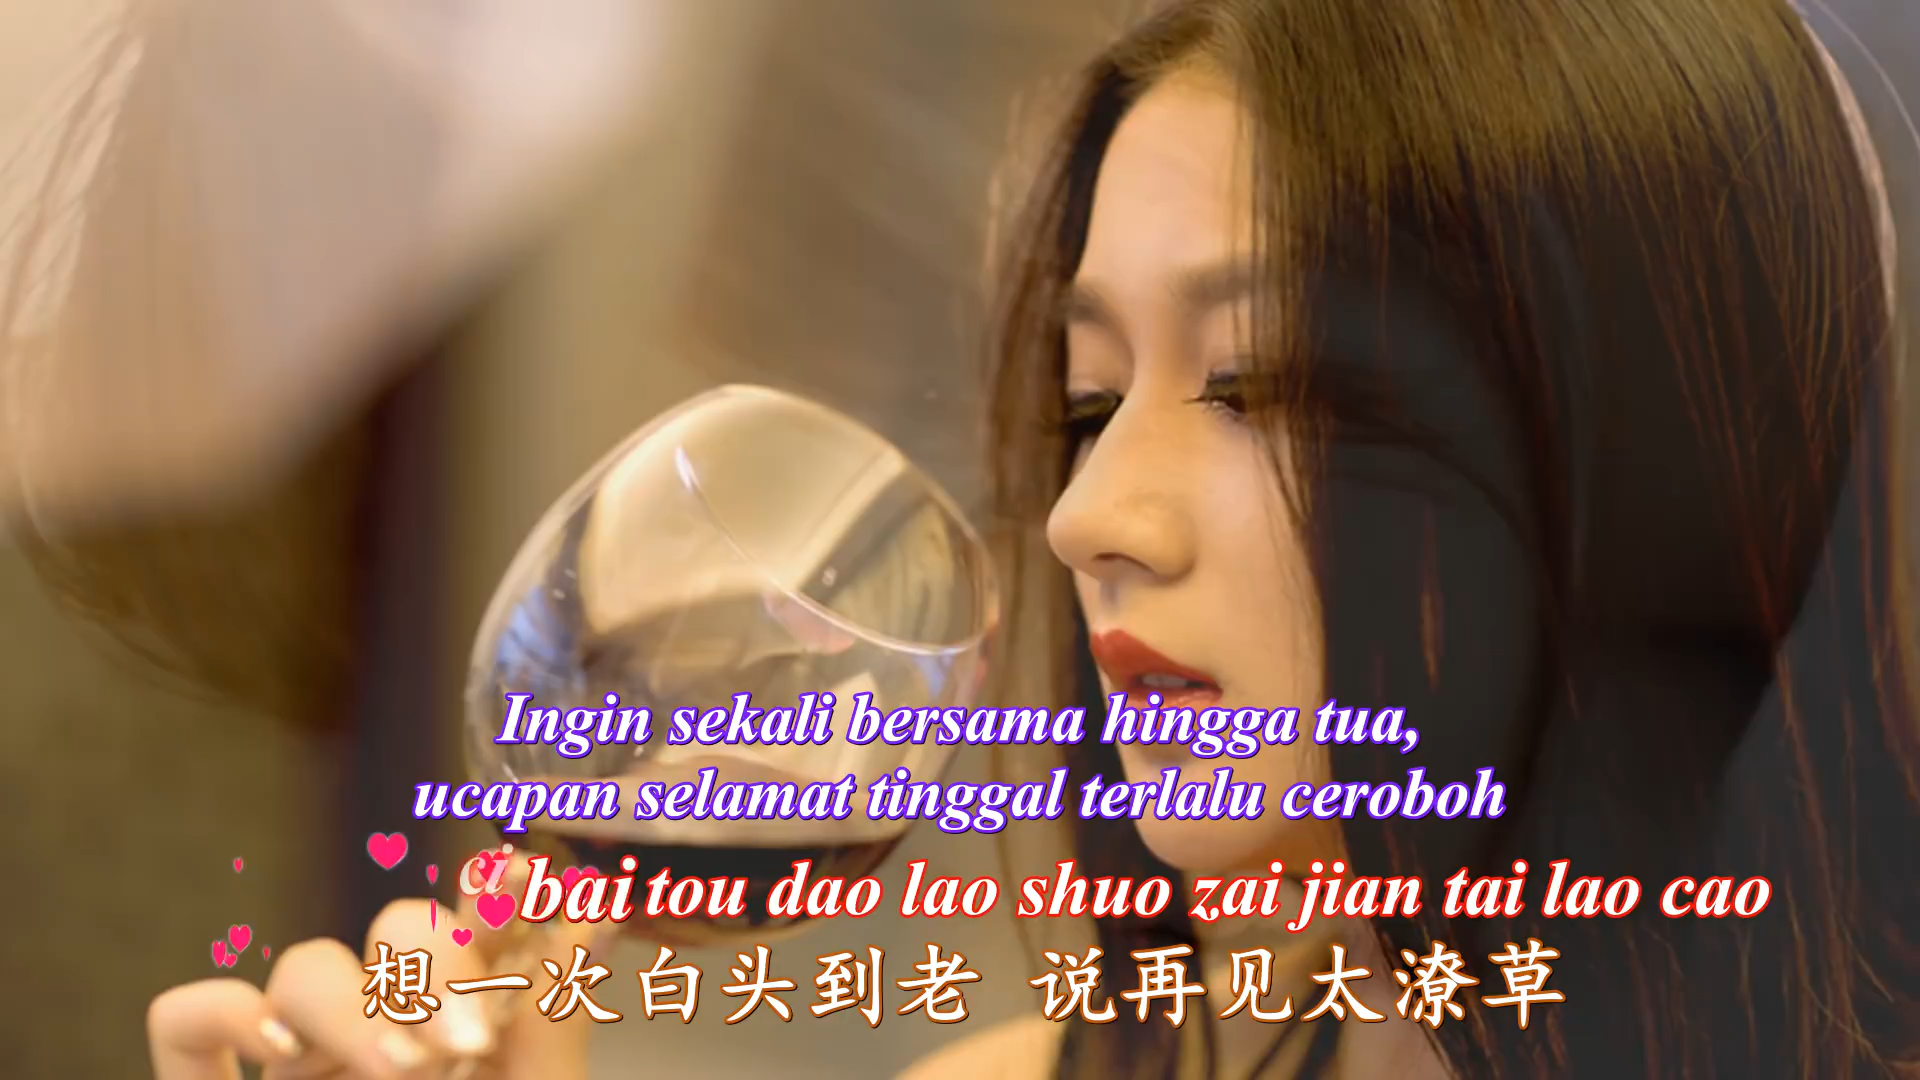 Ingin sekali bersama hingga tua,
ucapan selamat tinggal terlalu ceroboh
ci bai tou dao lao shuo zai jian tai lao cao
想一次白头到老 说再见太潦草